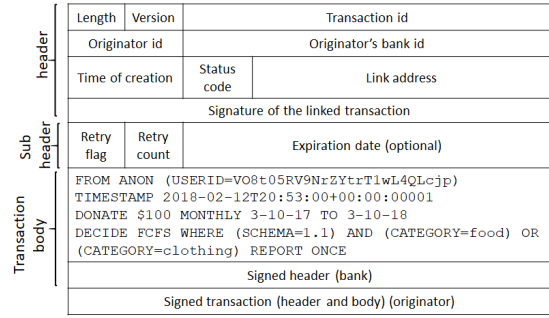 header
Length Version Transaction id
Originator id Originator's bank id
Time of creation Status code Link address
Signature of the linked transaction
Sub header
Retry flag Retry count Expiration date (optional)
Transaction body
FROM ANON (USERID=VO8t05RV9NrZYtrT1wL4QLcjp)
TIMESTAMP 2018-02-12T20:53:00+00:00:00001
DONATE $100 MONTHLY 3-10-17 TO 3-10-18
DECIDE FCFS WHERE (SCHEMA=1.1) AND (CATEGORY=food) OR
(CATEGORY=clothing) REPORT ONCE
Signed header (bank)
Signed transaction (header and body) (originator)